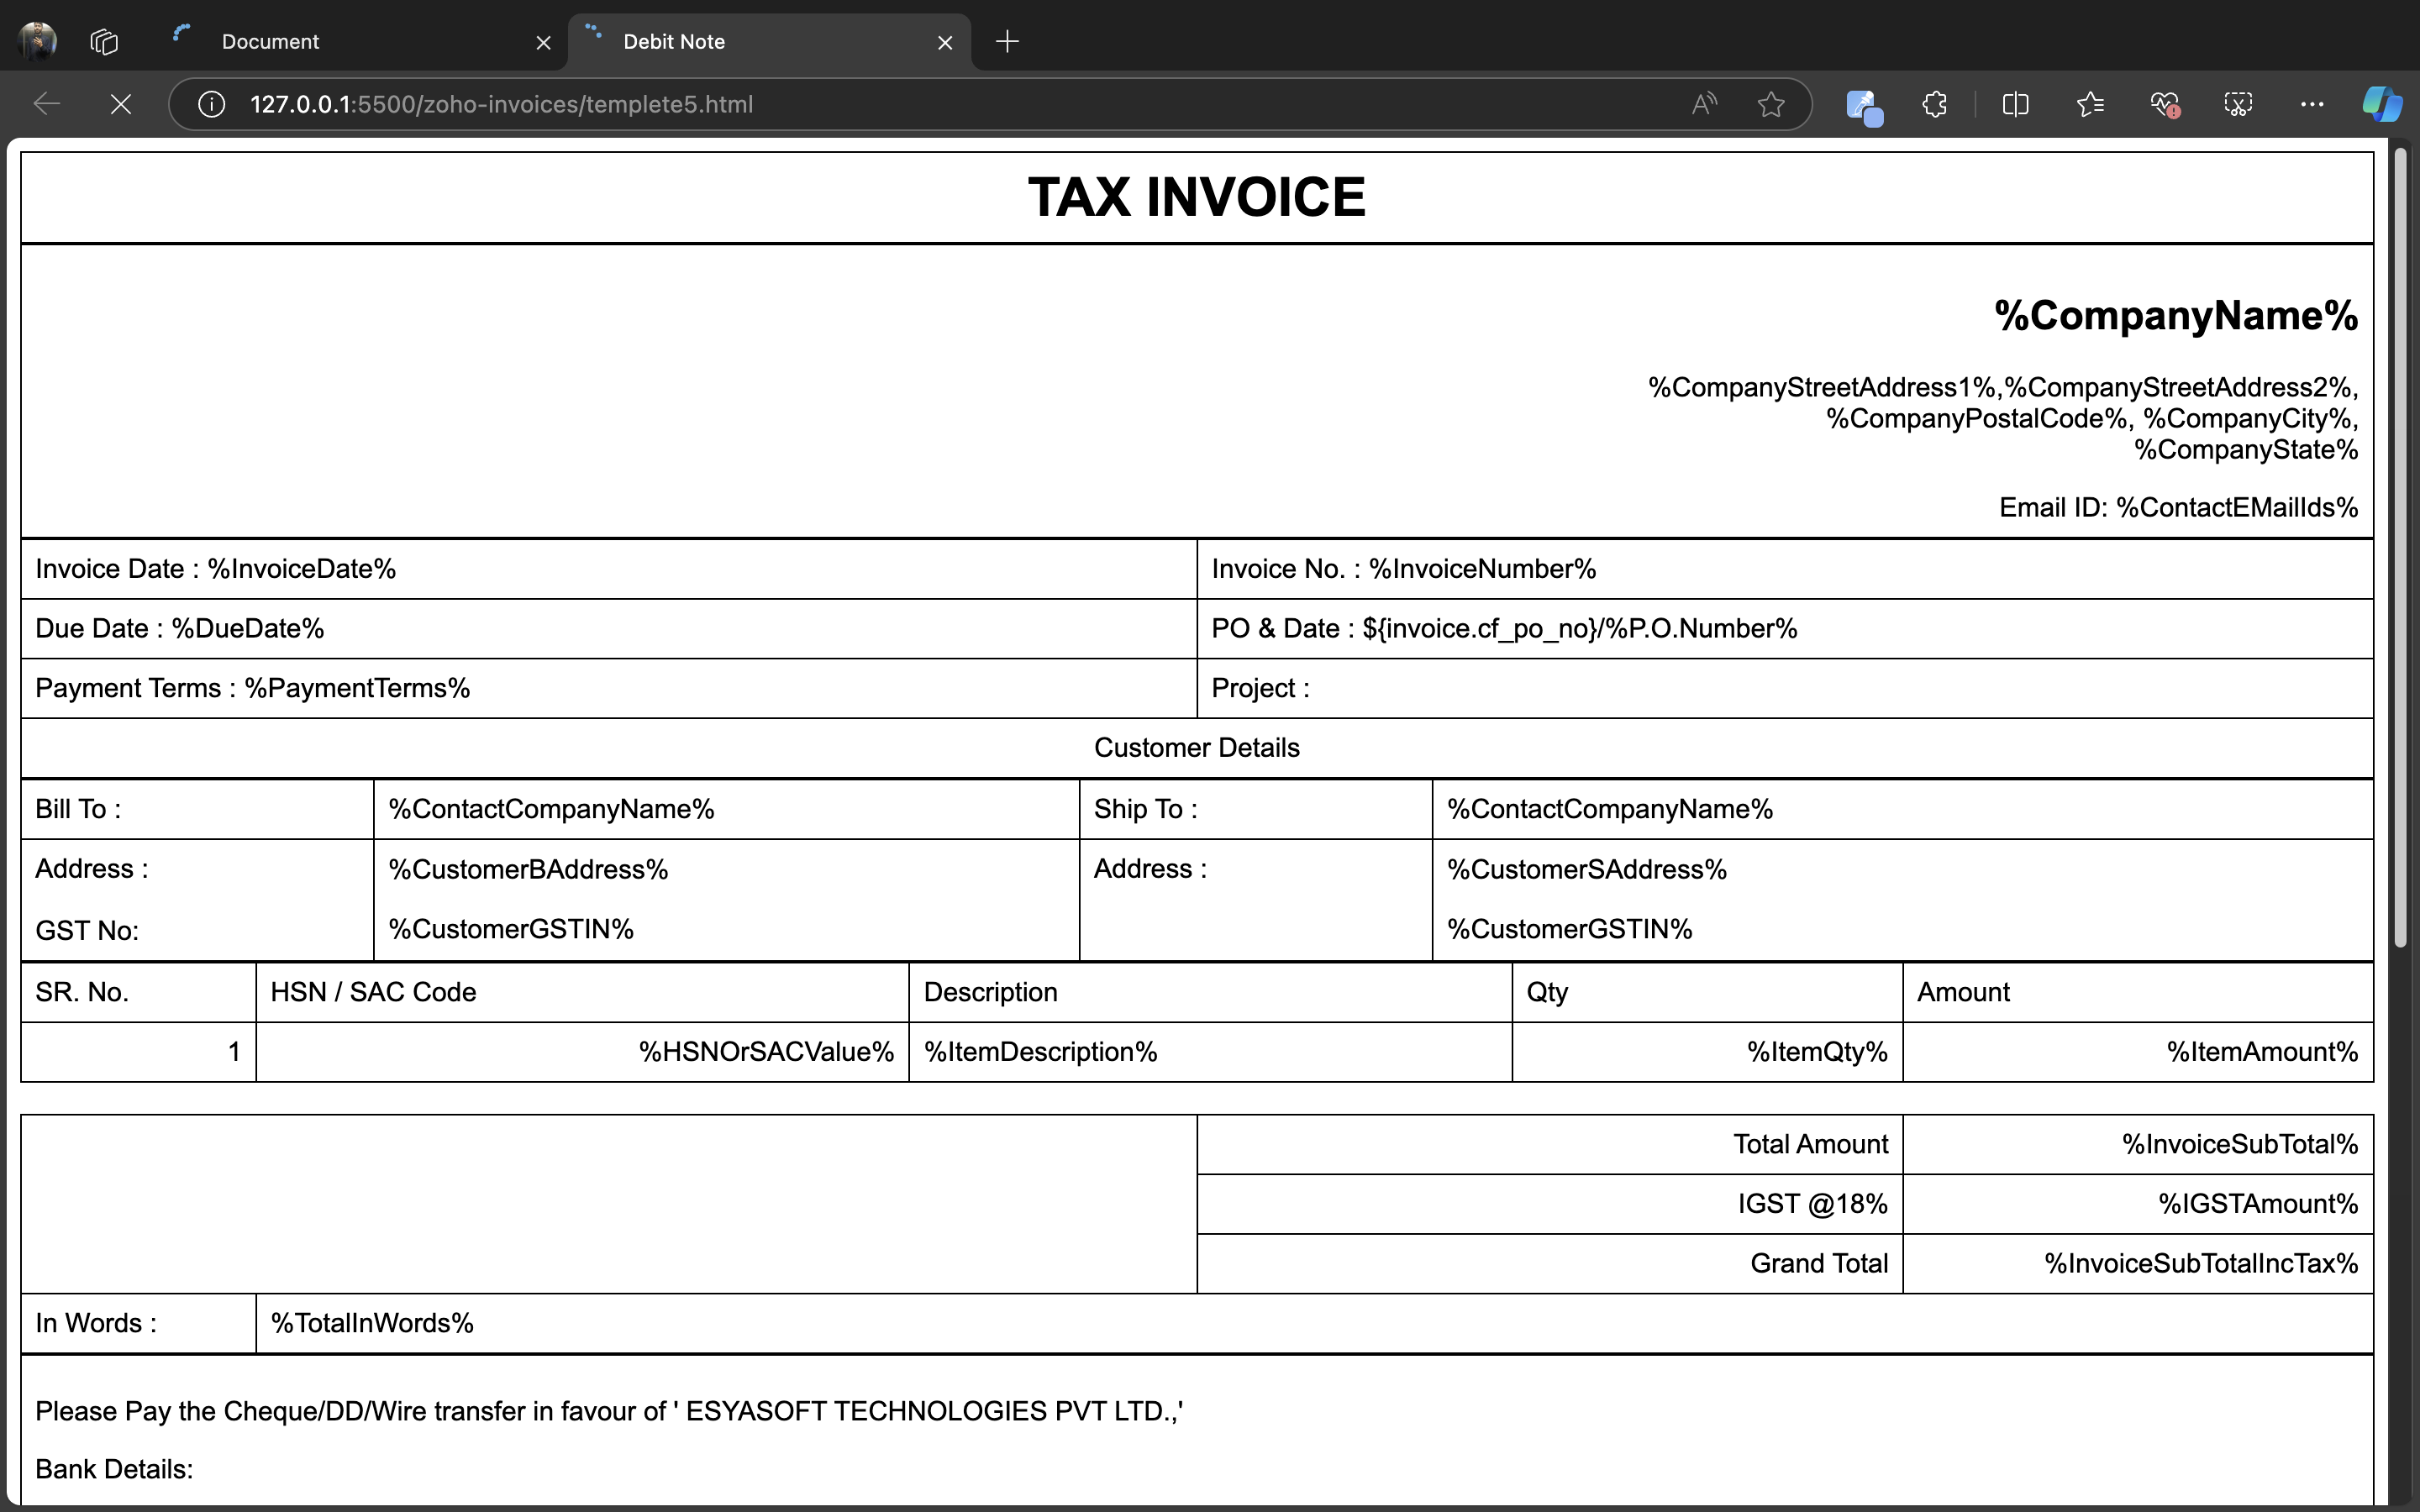 Document
Debit Note
127.0.0.1:5500/zoho-invoices/templete5.html
TAX INVOICE
%CompanyName%
%CompanyStreetAddress1%,%CompanyStreetAddress2%,
%CompanyPostalCode%, %CompanyCity%,
%CompanyState%
Email ID: %ContactEMailIds%
Invoice Date : %InvoiceDate% Invoice No. : %InvoiceNumber%
Due Date : %DueDate% PO & Date : ${invoice.cf_po_no}/%P.O.Number%
Payment Terms : %PaymentTerms% Project :
Customer Details
Bill To : %ContactCompanyName% Ship To : %ContactCompanyName%
Address : %CustomerBAddress% Address : %CustomerSAddress%
GST No: %CustomerGSTIN% %CustomerGSTIN%
SR. No. HSN / SAC Code Description Qty Amount
1 %HSNOrSACValue% %ItemDescription% %ItemQty% %ItemAmount%
Total Amount %InvoiceSubTotal%
IGST @18% %IGSTAmount%
Grand Total %InvoiceSubTotalIncTax%
In Words : %TotalInWords%
Please Pay the Cheque/DD/Wire transfer in favour of ' ESYASOFT TECHNOLOGIES PVT LTD.,'
Bank Details: